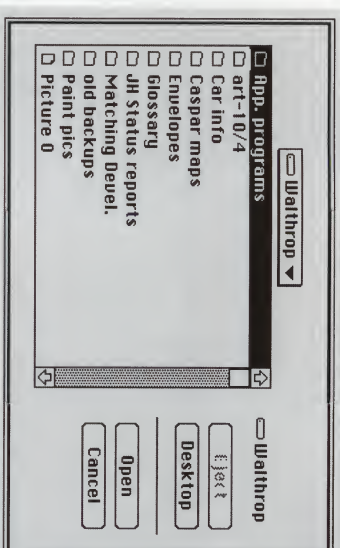 Walthrop
App. programs
art-10/4
Car info
Caspar maps
Envelopes
Glossary
JH Status reports
Matching Devel.
old backups
Paint pics
Picture 0
Walthrop
Eject
Desktop
Open
Cancel